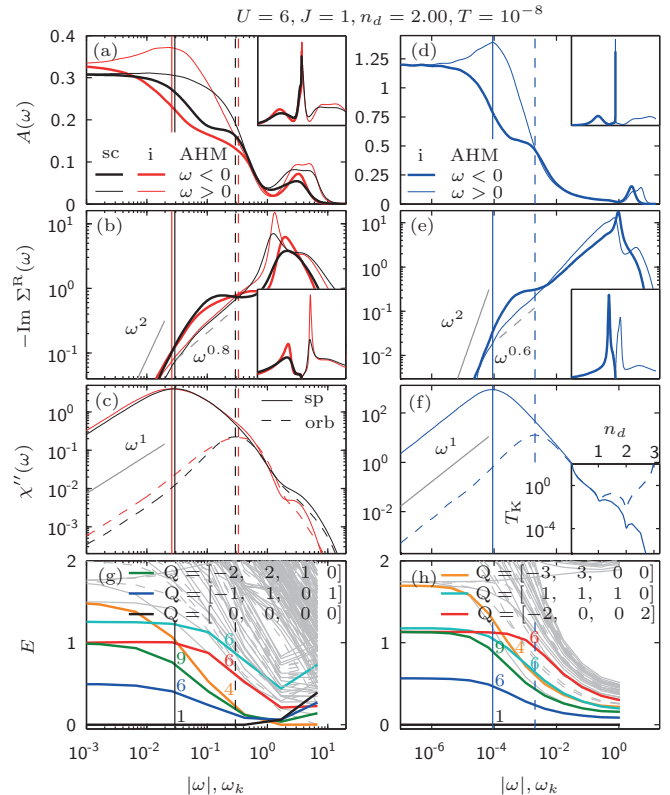 U = 6, J = 1, n_d = 2.00, T = 10^-8
(a)
0.4
0.3
0.2
0.1
0
A(ω)
sc i AHM
ω < 0
ω > 0
(d)
1.25
1
0.75
0.5
0.25
0
A(ω)
i AHM
ω < 0
ω > 0
(b)
10^1
10^0
10^-1
−Im Σ^R(ω)
ω^2
ω^0.8
(e)
10^1
10^0
10^-1
10^-2
−Im Σ^R(ω)
ω^2
ω^0.6
(c)
10^0
10^-1
10^-2
10^-3
χ''(ω)
ω^1
sp
orb
(f)
10^2
10^0
10^-2
χ''(ω)
ω^1
n_d
1 2 3
10^0
10^-4
T_K
(g)
Q = [−2, 2, 1 0]
Q = [−1, 1, 0 1]
Q = [ 0, 0, 0 0]
2
1
0
E
6
9
6
6
4
1
10^-3 10^-2 10^-1 10^0 10^1
|ω|, ω_k
(h)
Q = [−3, 3, 0 0]
Q = [ 1, 1, 1 0]
Q = [−2, 0, 0 2]
2
1
0
E
6
9
4
6
6
1
10^-6 10^-4 10^-2 10^0
|ω|, ω_k